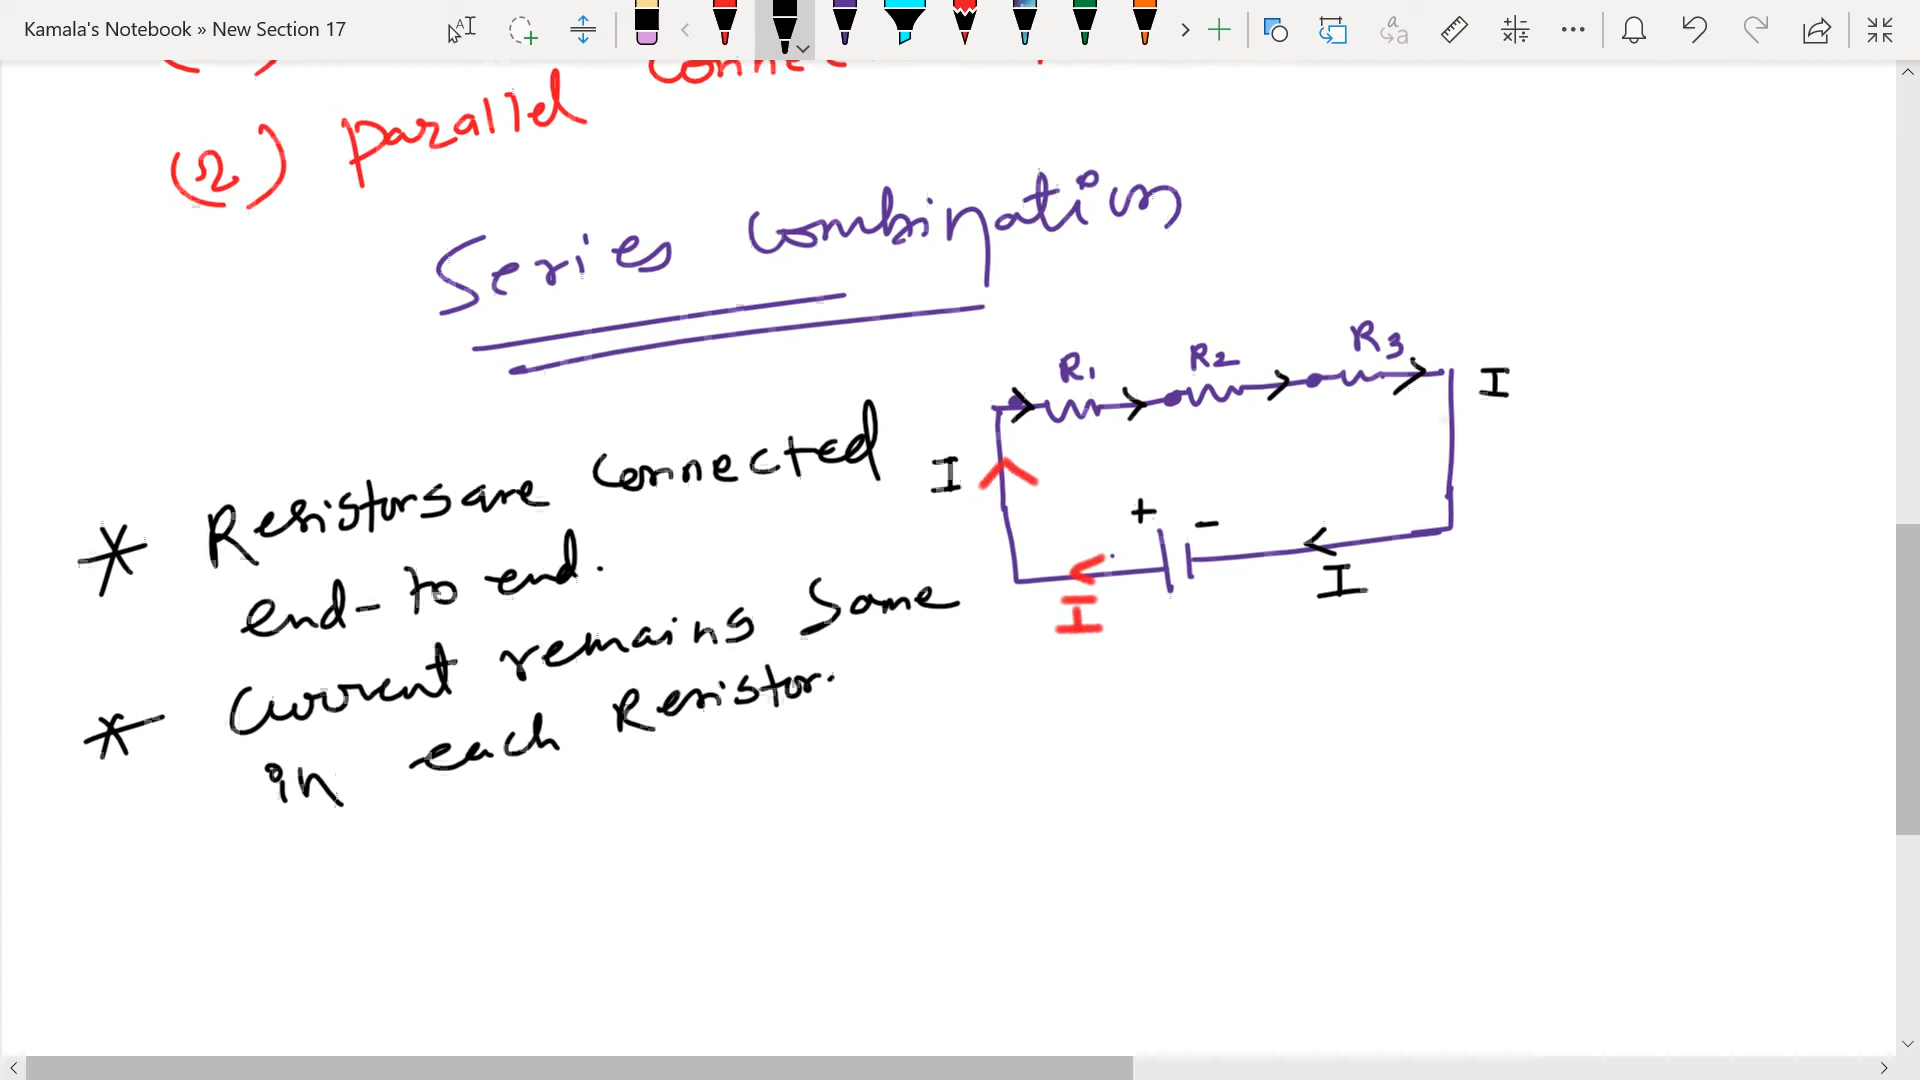 Kamala's Notebook » New Section 17
(2) parallel connec
Series Combination
R1 R2 R3
I
* Resistors are connected
I
+ -
end-to end.
I
I
* Current remains Same
in each Resistor.